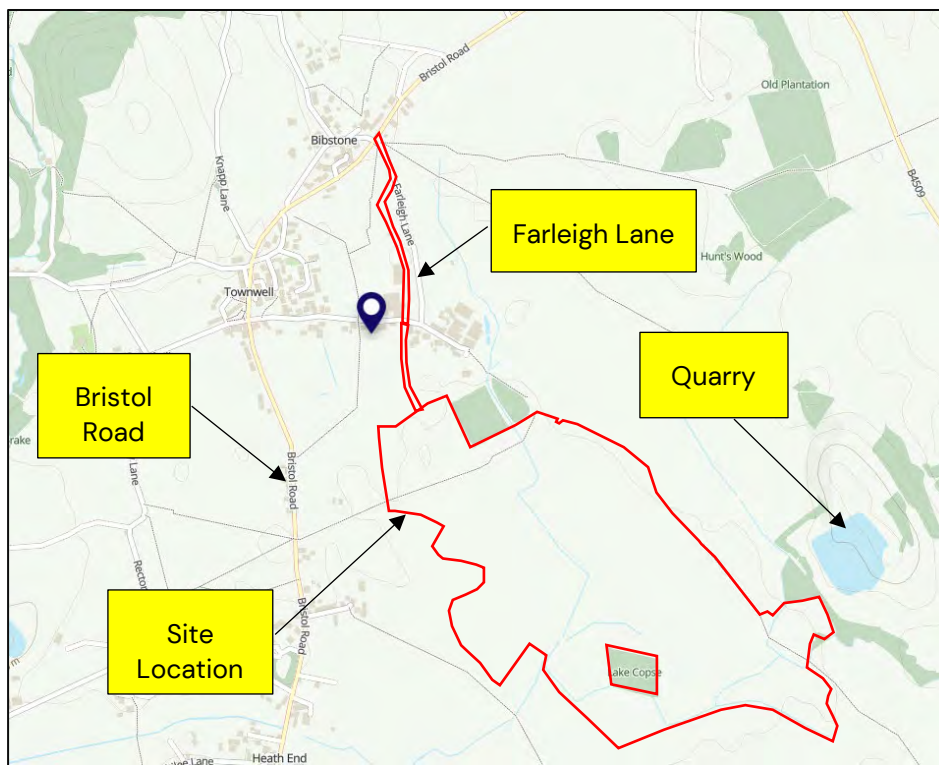 Bristol Road
Old Plantation
Bibstone
Knapp Lane
Farleigh Lane
B4509
Farleigh Lane
Hunt's Wood
Townwell
Quarry
Bristol
Road
Bristol Road
Lane
Site
Location
Bristol Road
Lake Copse
Heath End
Lane